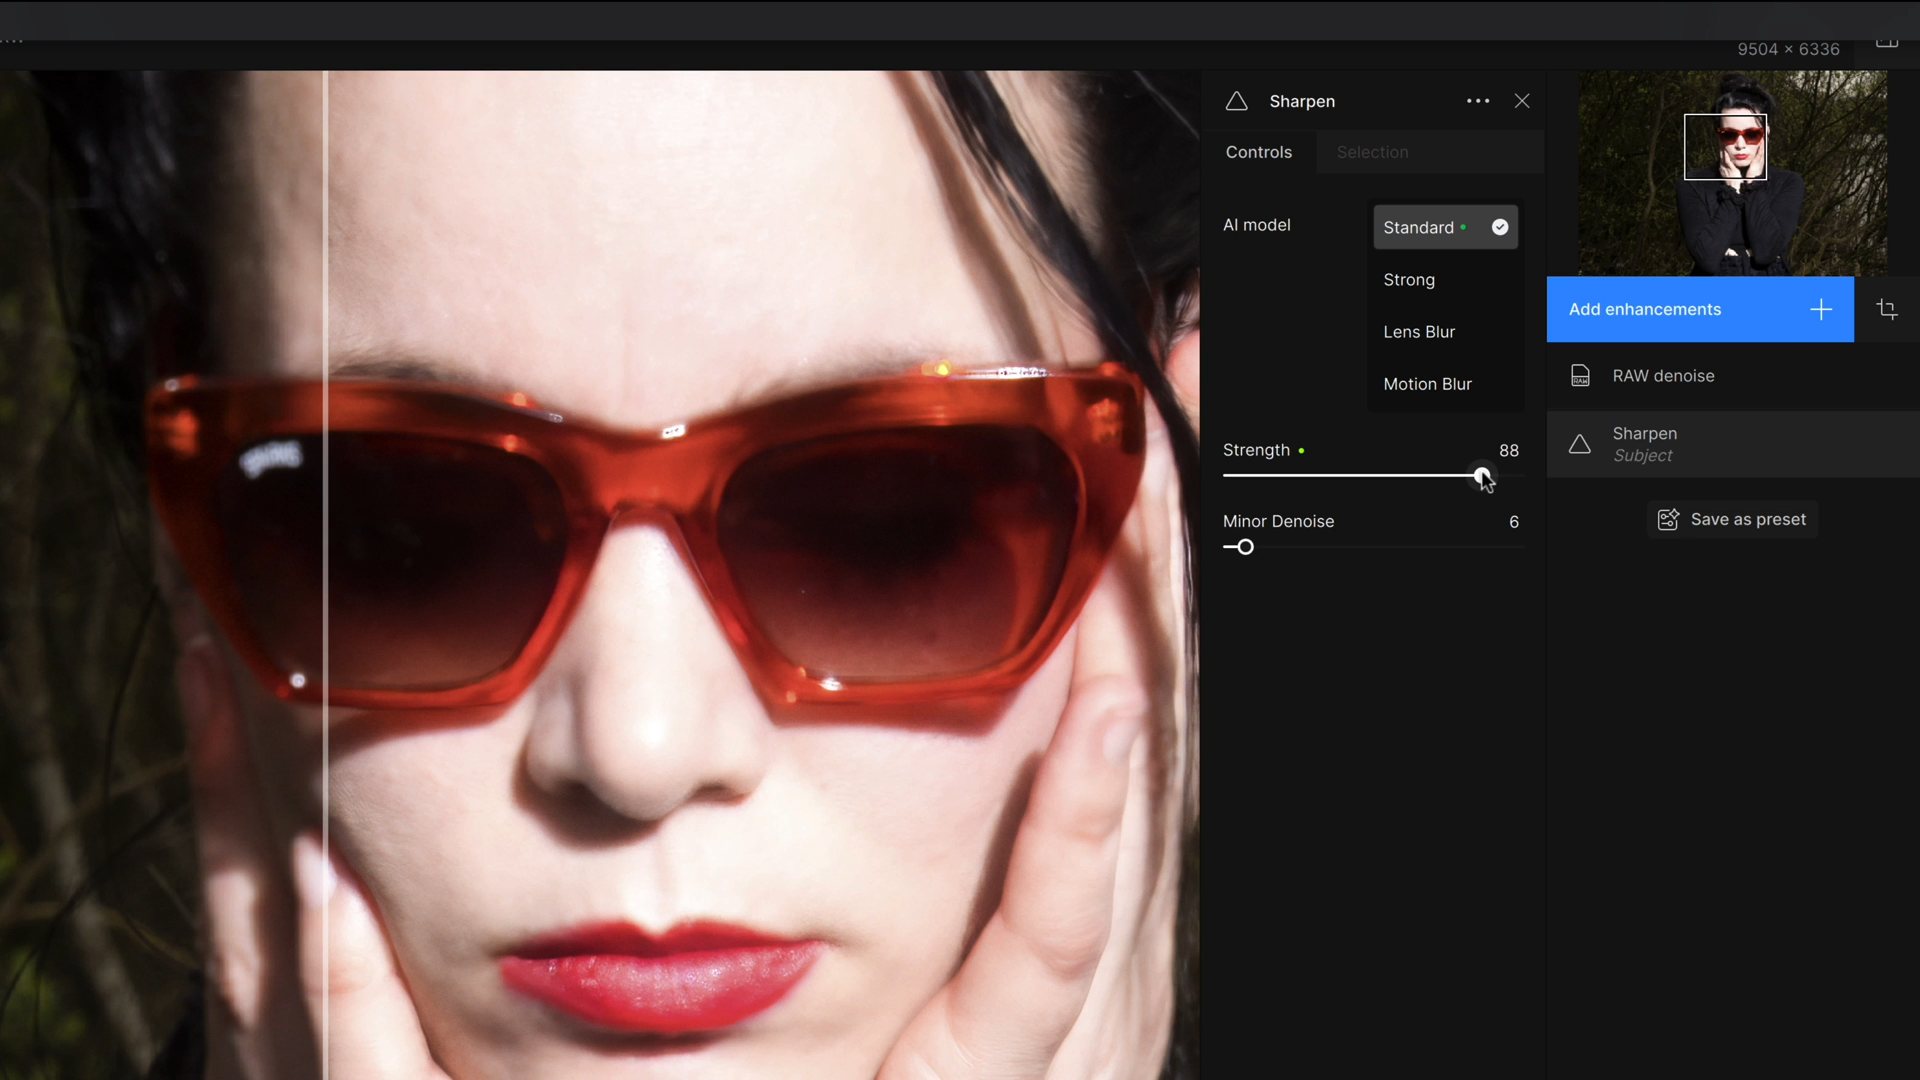 9504 × 6336
Sharpen
Controls
Selection
AI model
Standard
Strong
Lens Blur
Motion Blur
Strength
88
Minor Denoise
6
Add enhancements
RAW denoise
RAW
Sharpen
Subject
Save as preset